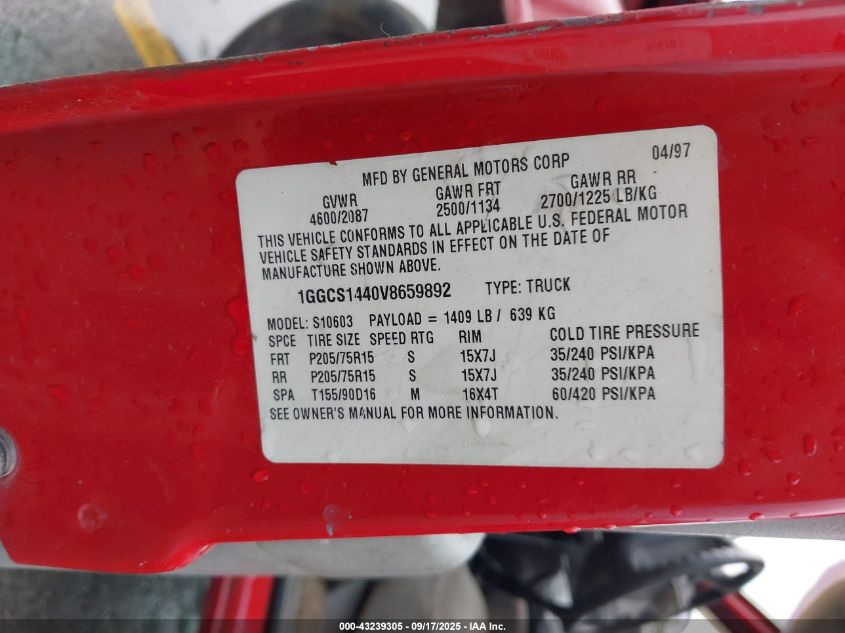 MFD BY GENERAL MOTORS CORP 04/97
GVWR GAWR FRT GAWR RR
4600/2087 2500/1134 2700/1225 LB/KG
THIS VEHICLE CONFORMS TO ALL APPLICABLE U.S. FEDERAL MOTOR
VEHICLE SAFETY STANDARDS IN EFFECT ON THE DATE OF
MANUFACTURE SHOWN ABOVE.
1GGCS1440V8659892 TYPE: TRUCK
MODEL: S10603 PAYLOAD = 1409 LB / 639 KG
SPCE TIRE SIZE SPEED RTG RIM COLD TIRE PRESSURE
FRT P205/75R15 S 15X7J 35/240 PSI/KPA
RR P205/75R15 S 15X7J 35/240 PSI/KPA
SPA T155/90D16 M 16X4T 60/420 PSI/KPA
SEE OWNER'S MANUAL FOR MORE INFORMATION.
000-43239305 - 09/17/2025 - IAA Inc.